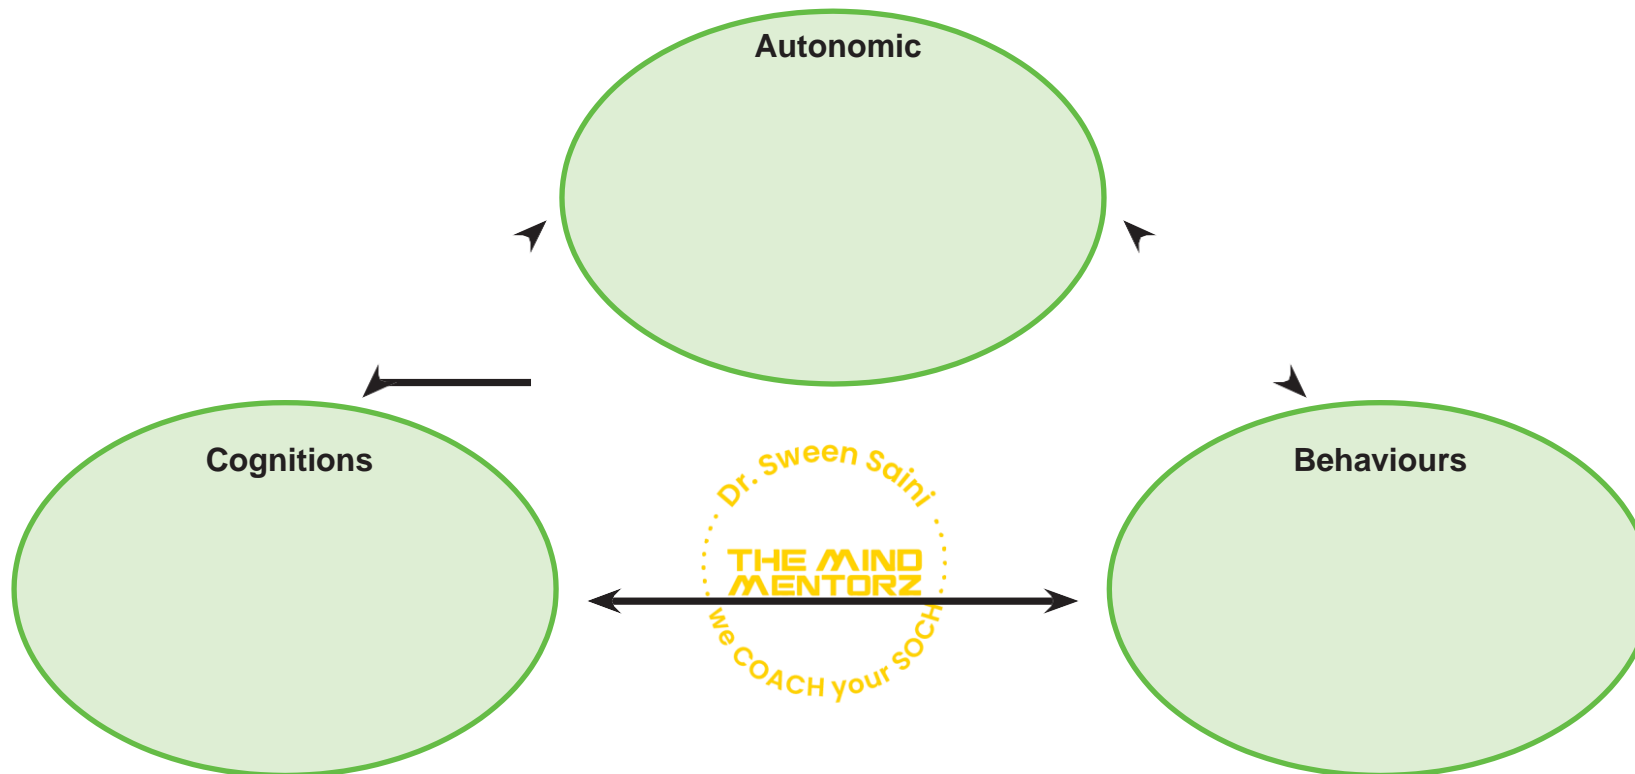 Autonomic
Cognitions
Behaviours
Dr. Sween Saini
THE MIND
MENTORZ
we COACH your SOCH